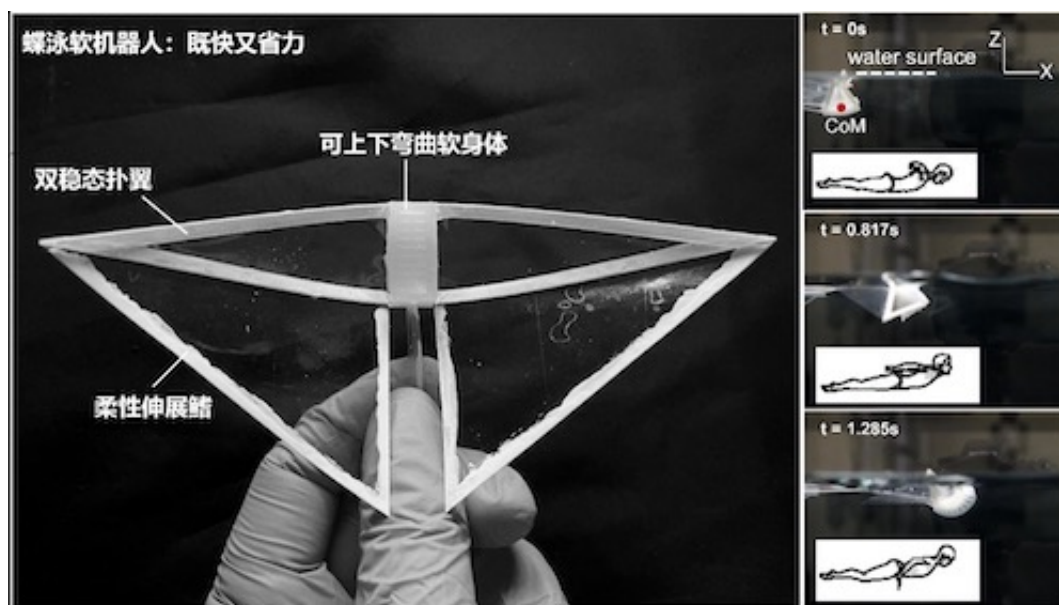 蝶泳软机器人：既快又省力
可上下弯曲软身体
双稳态扑翼
柔性伸展鳍
t = 0s
Z
water surface
X
CoM
t = 0.817s
t = 1.285s